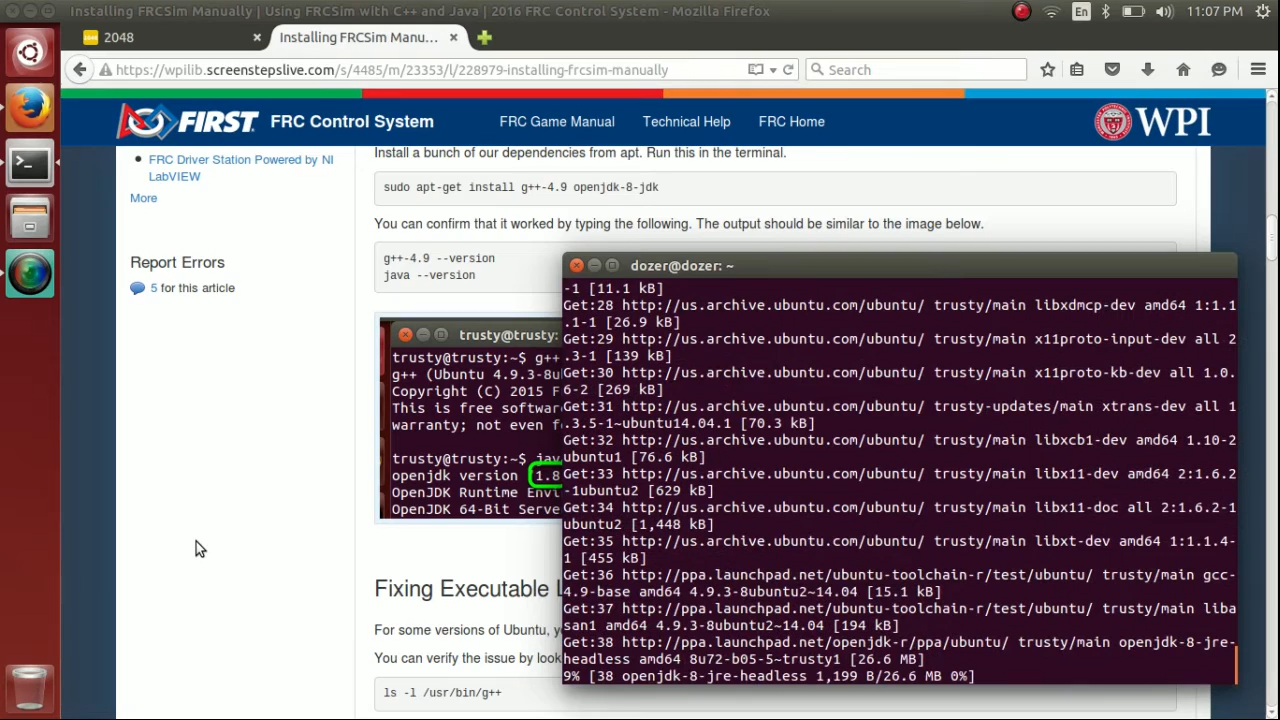 Installing FRCSim Manually | Using FRCSim with C++ and Java | 2016 FRC Control System - Mozilla Firefox
En
11:07 PM
2048
Installing FRCSim Manu...
https://wpilib.screenstepslive.com/s/4485/m/23353/l/228979-installing-frcsim-manually
Search
FIRST
FRC Control System
FRC Game Manual
Technical Help
FRC Home
WPI
FRC Driver Station Powered by NI
LabVIEW
More
Report Errors
5 for this article
Install a bunch of our dependencies from apt. Run this in the terminal.
sudo apt-get install g++-4.9 openjdk-8-jdk
You can confirm that it worked by typing the following. The output should be similar to the image below.
g++-4.9 --version
java --version
trusty@trusty:
trusty@trusty:~$ g++
g++ (Ubuntu 4.9.3-8ub
Copyright (C) 2015 F
This is free softwar
warranty; not even f
trusty@trusty:~$ jav
openjdk version "1.8
OpenJDK Runtime Envi
OpenJDK 64-Bit Serve
Fixing Executable L
For some versions of Ubuntu, y
You can verify the issue by look
ls -l /usr/bin/g++
dozer@dozer: ~
-1 [11.1 kB]
Get:28 http://us.archive.ubuntu.com/ubuntu/ trusty/main libxdmcp-dev amd64 1:1.1
.1-1 [26.9 kB]
Get:29 http://us.archive.ubuntu.com/ubuntu/ trusty/main x11proto-input-dev all 2
.3-1 [139 kB]
Get:30 http://us.archive.ubuntu.com/ubuntu/ trusty/main x11proto-kb-dev all 1.0.
6-2 [269 kB]
Get:31 http://us.archive.ubuntu.com/ubuntu/ trusty-updates/main xtrans-dev all 1
.3.5-1~ubuntu14.04.1 [70.3 kB]
Get:32 http://us.archive.ubuntu.com/ubuntu/ trusty/main libxcb1-dev amd64 1.10-2
ubuntu1 [76.6 kB]
Get:33 http://us.archive.ubuntu.com/ubuntu/ trusty/main libx11-dev amd64 2:1.6.2
-1ubuntu2 [629 kB]
Get:34 http://us.archive.ubuntu.com/ubuntu/ trusty/main libx11-doc all 2:1.6.2-1
ubuntu2 [1,448 kB]
Get:35 http://us.archive.ubuntu.com/ubuntu/ trusty/main libxt-dev amd64 1:1.1.4-
1 [455 kB]
Get:36 http://ppa.launchpad.net/ubuntu-toolchain-r/test/ubuntu/ trusty/main gcc-
4.9-base amd64 4.9.3-8ubuntu2~14.04 [15.1 kB]
Get:37 http://ppa.launchpad.net/ubuntu-toolchain-r/test/ubuntu/ trusty/main liba
san1 amd64 4.9.3-8ubuntu2~14.04 [194 kB]
Get:38 http://ppa.launchpad.net/openjdk-r/ppa/ubuntu/ trusty/main openjdk-8-jre-
headless amd64 8u72-b05-5~trusty1 [26.6 MB]
9% [38 openjdk-8-jre-headless 1,199 B/26.6 MB 0%]